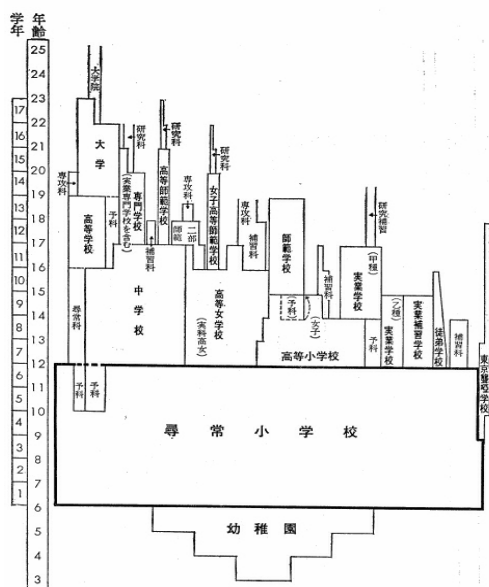 学年
年齢
25
24
23
22
21
20
19
18
17
16
15
14
13
12
11
10
9
8
7
6
5
4
3
17
16
15
14
13
12
11
10
9
8
7
6
5
4
3
2
1
大学院
大学
専攻科
高等学校
尋常科
予科
予科
予科
研究科
専門学校
(実業専門学校を含む)
中学校
補習科
研究科
高等師範学校
専攻科
師範二部
研究科
女子高等師範学校
高等女学校
(実科高女)
専攻科
補習科
師範学校
(予科)
(女子)
補習科
高等小学校
研究補習
(甲種)
実業学校
予科
(乙種)
実業学校
実業補習学校
徒弟学校
補習科
東京聾唖学校
尋常小学校
幼稚園